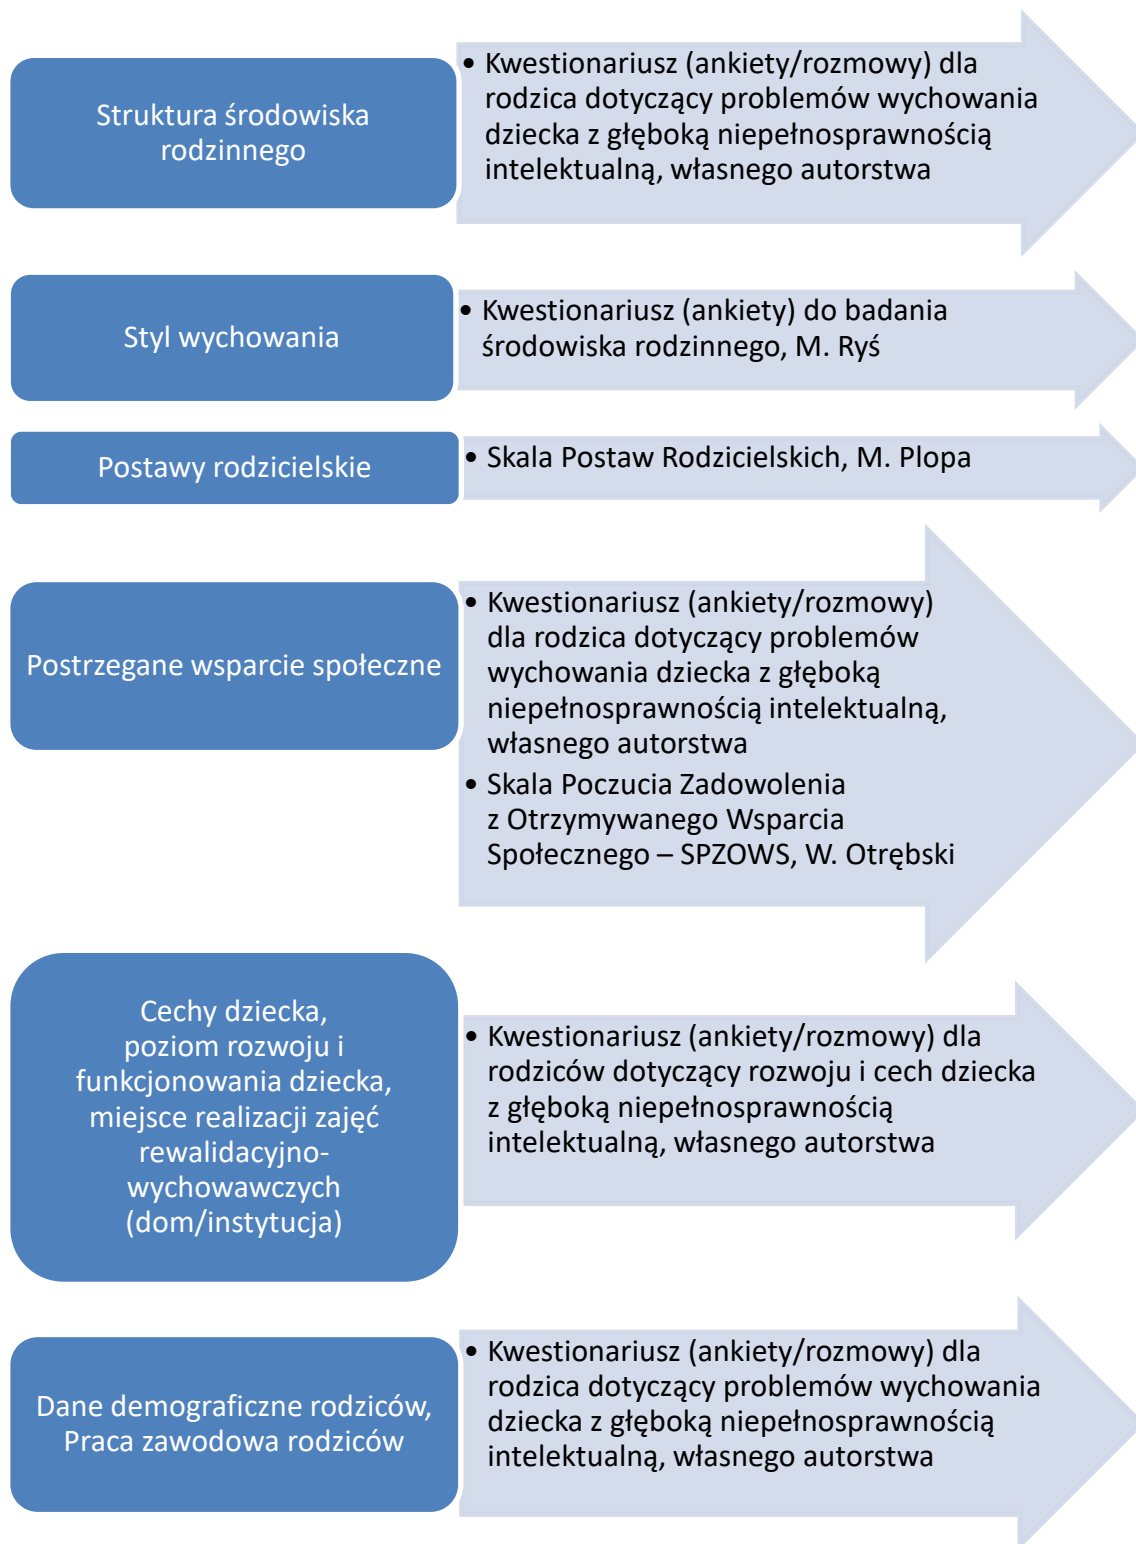 Struktura środowiska
rodzinnego
• Kwestionariusz (ankiety/rozmowy) dla
rodzica dotyczący problemów wychowania
dziecka z głęboką niepełnosprawnością
intelektualną, własnego autorstwa
Styl wychowania
• Kwestionariusz (ankiety) do badania
środowiska rodzinnego, M. Ryś
Postawy rodzicielskie
• Skala Postaw Rodzicielskich, M. Plopa
Postrzegane wsparcie społeczne
• Kwestionariusz (ankiety/rozmowy)
dla rodzica dotyczący problemów
wychowania dziecka z głęboką
niepełnosprawnością intelektualną,
własnego autorstwa
• Skala Poczucia Zadowolenia
z Otrzymywanego Wsparcia
Społecznego – SPZOWS, W. Otrębski
Cechy dziecka,
poziom rozwoju i
funkcjonowania dziecka,
miejsce realizacji zajęć
rewalidacyjno-
wychowawczych
(dom/instytucja)
• Kwestionariusz (ankiety/rozmowy) dla
rodziców dotyczący rozwoju i cech dziecka
z głęboką niepełnosprawnością
intelektualną, własnego autorstwa
Dane demograficzne rodziców,
Praca zawodowa rodziców
• Kwestionariusz (ankiety/rozmowy) dla
rodzica dotyczący problemów wychowania
dziecka z głęboką niepełnosprawnością
intelektualną, własnego autorstwa